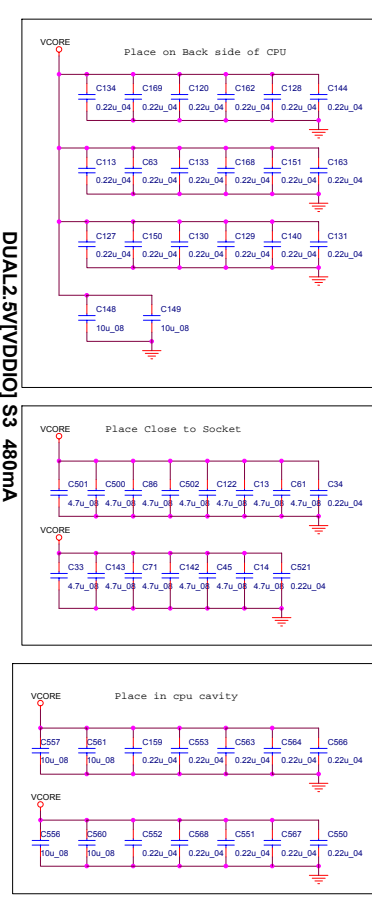 VCORE
Place on Back side of CPU
C134 C169 C120 C162 C128 C144
0.22u_04 0.22u_04 0.22u_04 0.22u_04 0.22u_04 0.22u_04
C113 C63 C133 C168 C151 C163
0.22u_04 0.22u_04 0.22u_04 0.22u_04 0.22u_04 0.22u_04
C127 C150 C130 C129 C140 C131
0.22u_04 0.22u_04 0.22u_04 0.22u_04 0.22u_04 0.22u_04
C148 C149
10u_08 10u_08
DUAL2.5V[VDDIO] S3 480mA
VCORE
Place Close to Socket
C501 C500 C86 C502 C122 C13 C61 C34
4.7u_08 4.7u_08 4.7u_08 4.7u_08 4.7u_08 4.7u_08 4.7u_08 0.22u_04
VCORE
C33 C143 C71 C142 C45 C14 C521
4.7u_08 4.7u_08 4.7u_08 4.7u_08 4.7u_08 4.7u_08 0.22u_04
VCORE
Place in cpu cavity
C557 C561 C159 C553 C563 C564 C566
10u_08 10u_08 0.22u_04 0.22u_04 0.22u_04 0.22u_04 0.22u_04
VCORE
C556 C560 C552 C568 C551 C567 C550
10u_08 10u_08 0.22u_04 0.22u_04 0.22u_04 0.22u_04 0.22u_04